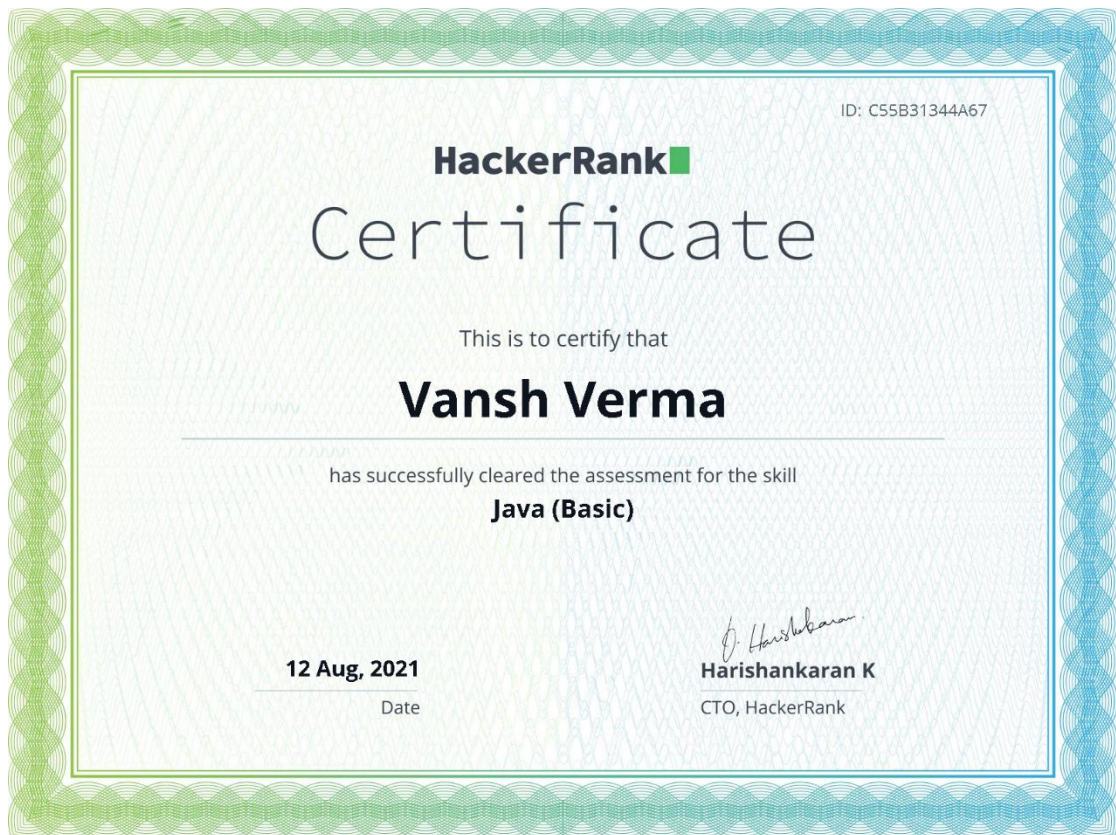 ID: C55B31344A67
HackerRank
Certificate
This is to certify that
Vansh Verma
has successfully cleared the assessment for the skill
Java (Basic)
12 Aug, 2021
Harishankaran K
Date
CTO, HackerRank